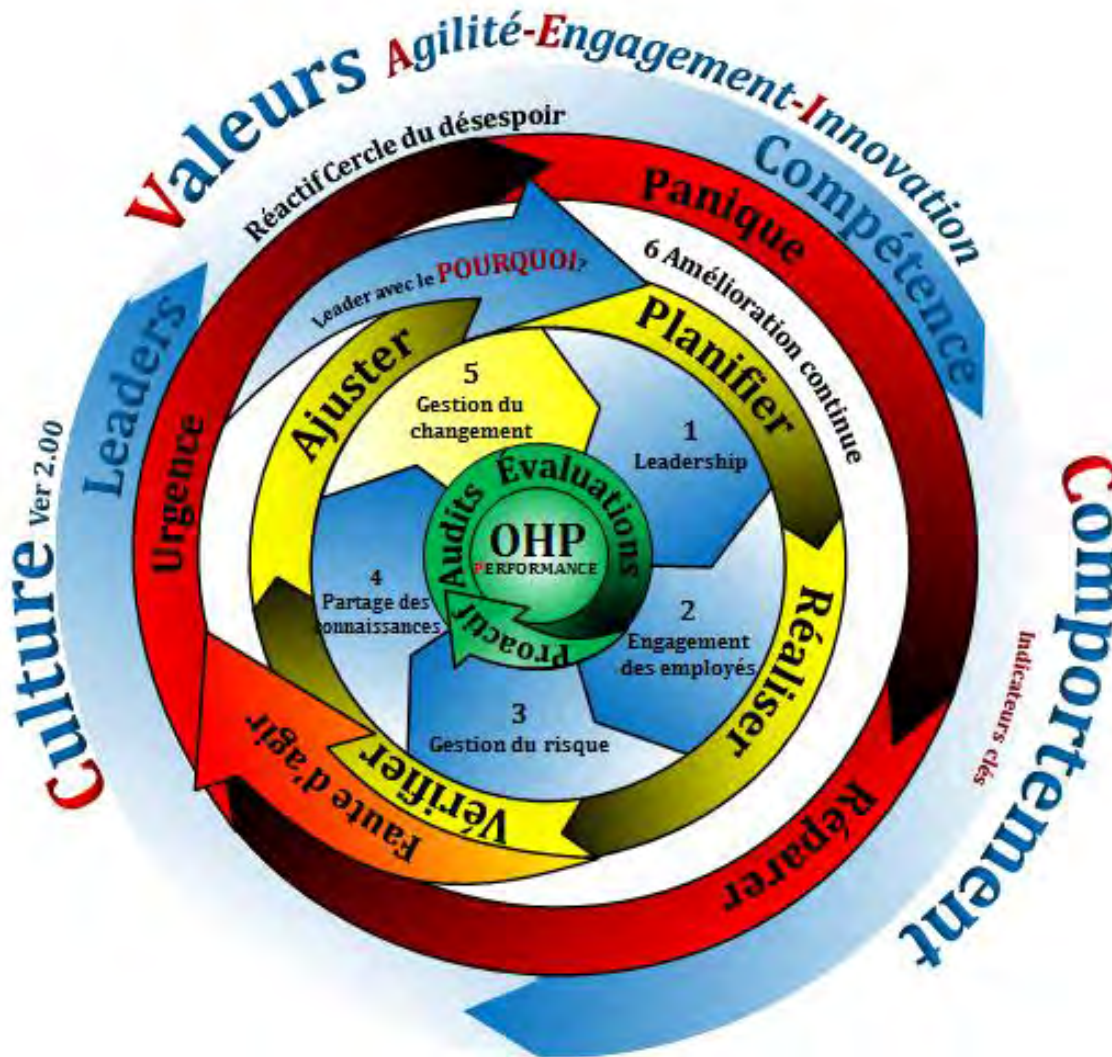 Valeurs Agilité-Engagement-Innovation
Culture Ver 2.00
Comportement
Indicateurs clés
Leaders
Compétence
Réactif Cercle du désespoir
Panique
Réparer
Urgence
Faute d'agir
Leader avec le POURQUOI?
6 Amélioration continue
Planifier
Réaliser
Vérifier
Ajuster
1
Leadership
2
Engagement
des employés
3
Gestion du risque
4
Partage des
connaissances
5
Gestion du
changement
Audits Évaluations
Proactif
OHP
PERFORMANCE